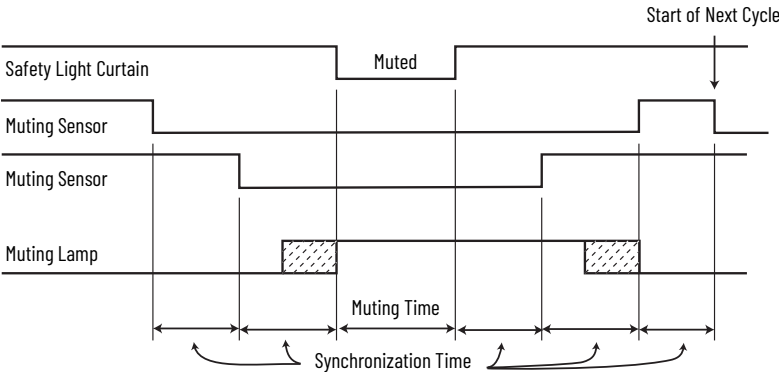 Start of Next Cycle
Safety Light Curtain
Muted
Muting Sensor
Muting Sensor
Muting Lamp
Muting Time
Synchronization Time